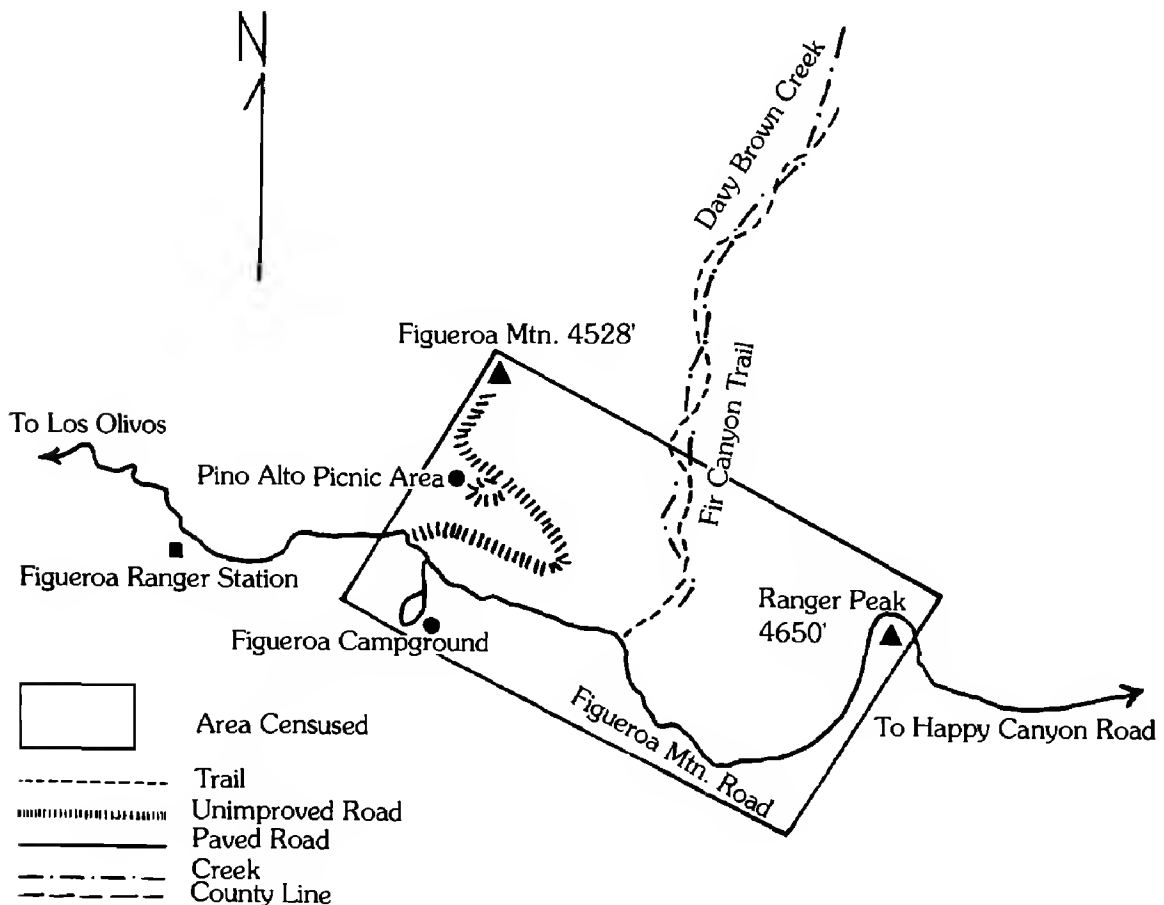 N
Davy Brown Creek
Figueroa Mtn. 4528'
To Los Olivos
Pino Alto Picnic Area
Fir Canyon Trail
Figueroa Ranger Station
Ranger Peak
4650'
Figueroa Campground
Figueroa Mtn. Road
To Happy Canyon Road
Area Censused
Trail
Unimproved Road
Paved Road
Creek
County Line